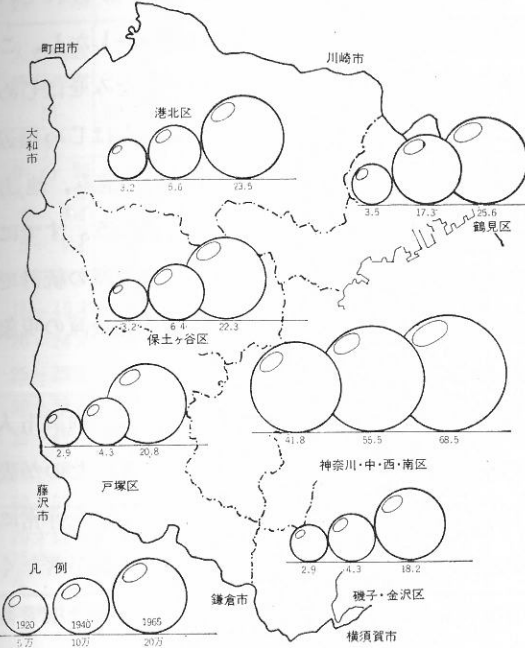 町田市
川崎市
港北区
大和市
3.2
5.6
23.5
3.5
17.3
25.6
鶴見区
3.2
6.4
22.3
保土ヶ谷区
2.9
4.3
20.8
戸塚区
41.8
55.5
68.5
神奈川・中・西・南区
藤沢市
2.9
4.3
18.2
磯子・金沢区
凡例
1920
1940
1965
5万
10万
20万
鎌倉市
横須賀市